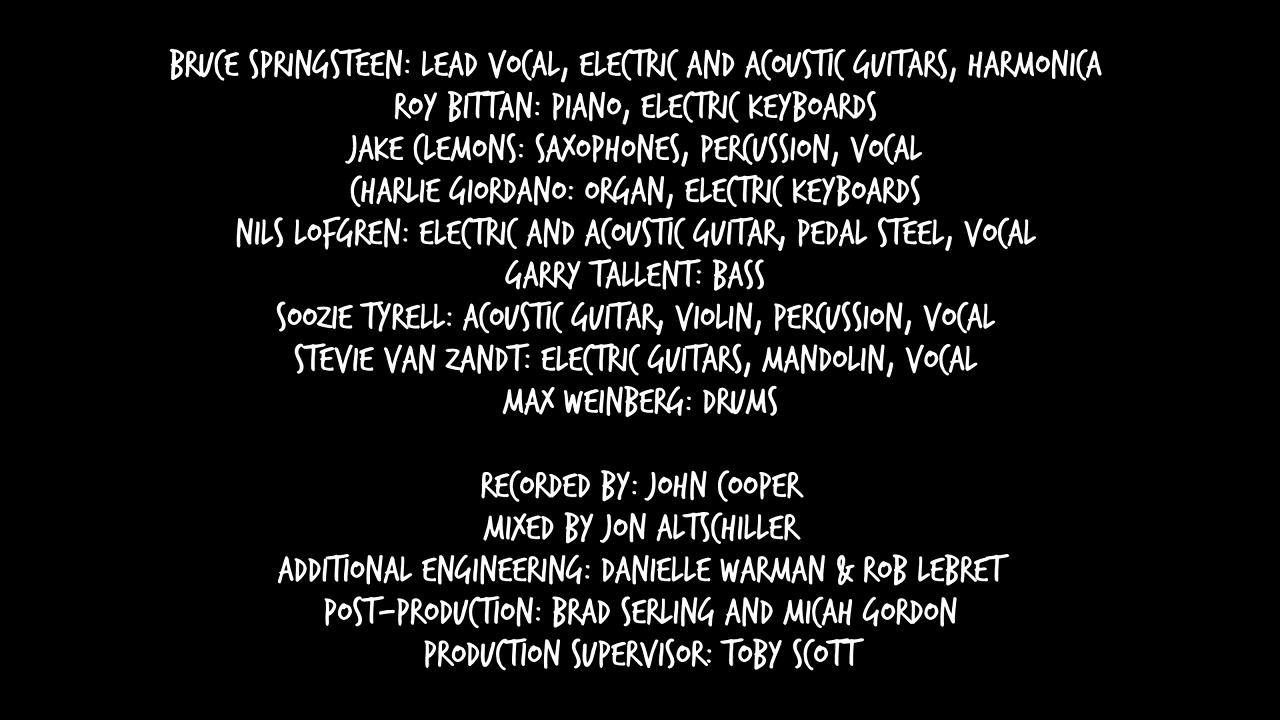 BRUCE SPRINGSTEEN: LEAD VOCAL, ELECTRIC AND ACOUSTIC GUITARS, HARMONICA
ROY BITTAN: PIANO, ELECTRIC KEYBOARDS
JAKE CLEMONS: SAXOPHONES, PERCUSSION, VOCAL
CHARLIE GIORDANO: ORGAN, ELECTRIC KEYBOARDS
NILS LOFGREN: ELECTRIC AND ACOUSTIC GUITAR, PEDAL STEEL, VOCAL
GARRY TALLENT: BASS
SOOZIE TYRELL: ACOUSTIC GUITAR, VIOLIN, PERCUSSION, VOCAL
STEVIE VAN ZANDT: ELECTRIC GUITARS, MANDOLIN, VOCAL
MAX WEINBERG: DRUMS
RECORDED BY: JOHN COOPER
MIXED BY JON ALTSCHILLER
ADDITIONAL ENGINEERING: DANIELLE WARMAN & ROB LEBRET
POST-PRODUCTION: BRAD SERLING AND MICAH GORDON
PRODUCTION SUPERVISOR: TOBY SCOTT